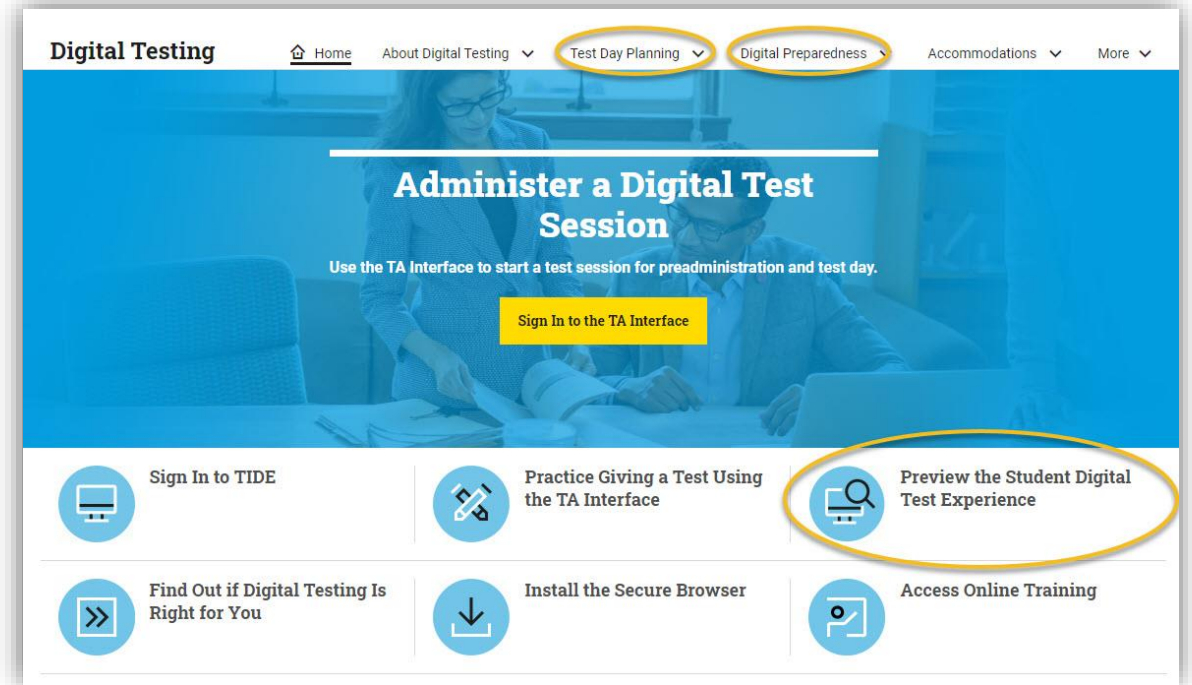 Digital Testing Home About Digital Testing Test Day Planning Digital Preparedness Accommodations More
Administer a Digital Test
Session
Use the TA Interface to start a test session for preadministration and test day.
Sign In to the TA Interface
Sign In to TIDE
Practice Giving a Test Using
the TA Interface
Preview the Student Digital
Test Experience
Find Out if Digital Testing Is
Right for You
Install the Secure Browser
Access Online Training